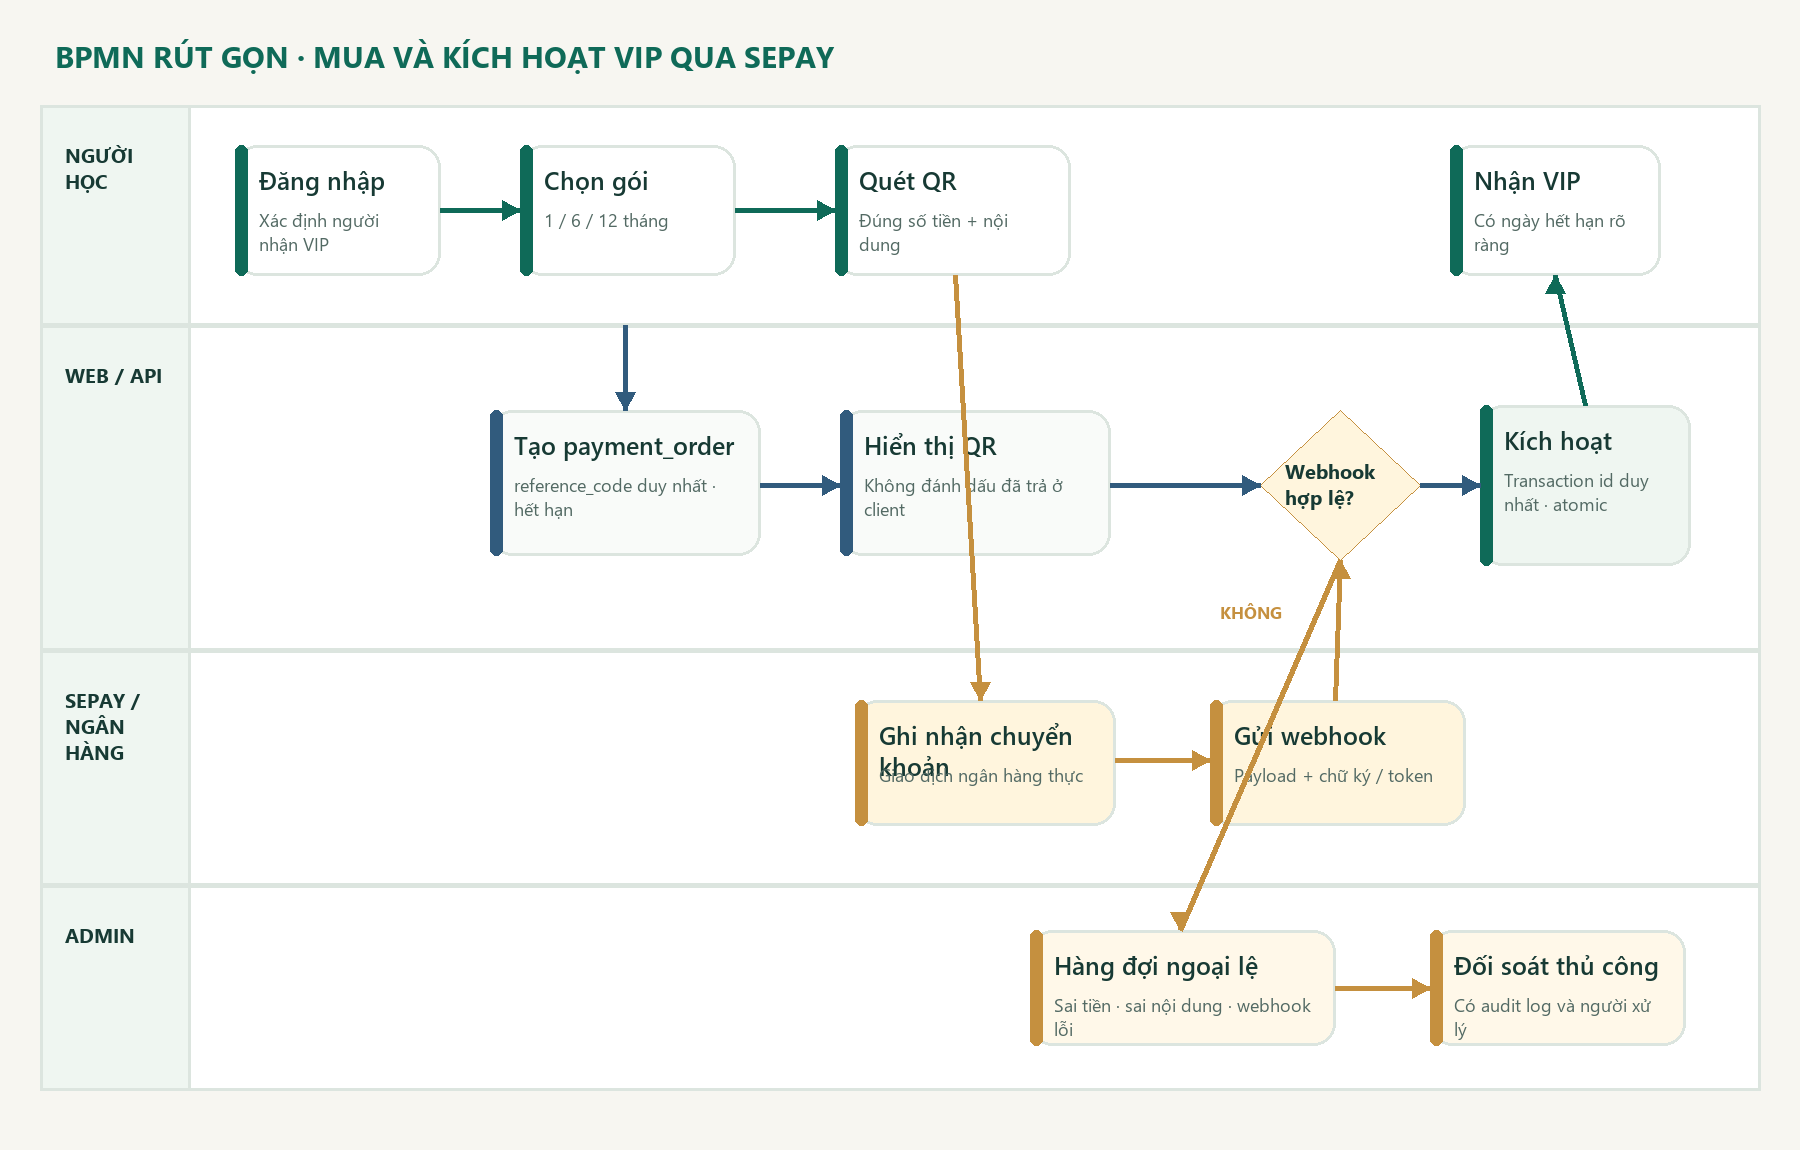 BPMN RÚT GỌN · MUA VÀ KÍCH HOẠT VIP QUA SEPAY
NGƯỜI
HỌC
Đăng nhập
Xác định người
nhận VIP
Chọn gói
1 / 6 / 12 tháng
Quét QR
Đúng số tiền + nội
dung
Nhận VIP
Có ngày hết hạn rõ
ràng
WEB / API
Tạo payment_order
reference_code duy nhất ·
hết hạn
Hiển thị QR
Không đánh dấu đã trả ở
client
Webhook
hợp lệ?
Kích hoạt
Transaction id duy
nhất · atomic
KHÔNG
SEPAY /
NGÂN
HÀNG
Ghi nhận chuyển
khoản
Giao dịch ngân hàng thực
Gửi webhook
Payload + chữ ký / token
ADMIN
Hàng đợi ngoại lệ
Sai tiền · sai nội dung · webhook
lỗi
Đối soát thủ công
Có audit log và người xử
lý